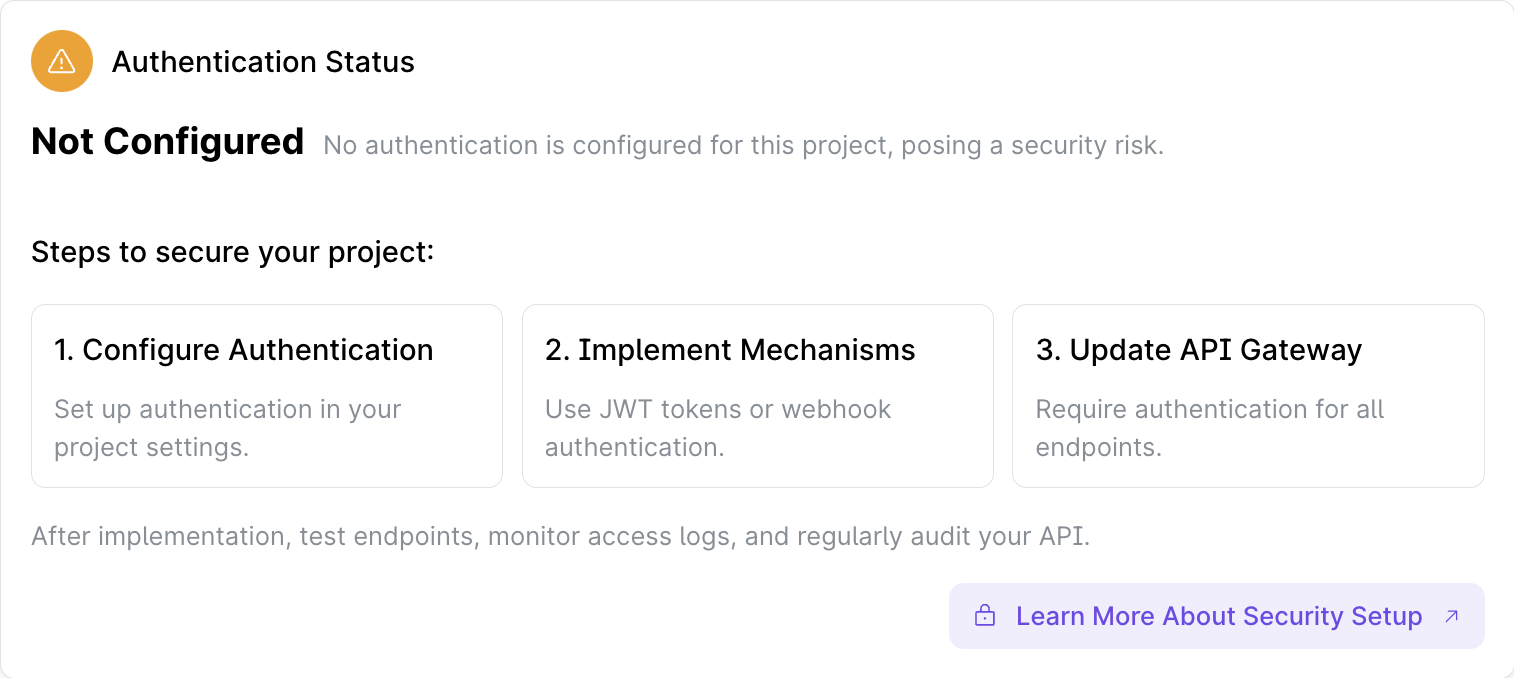 Authentication Status
Not Configured No authentication is configured for this project, posing a security risk.
Steps to secure your project:
1. Configure Authentication
Set up authentication in your
project settings.
2. Implement Mechanisms
Use JWT tokens or webhook
authentication.
3. Update API Gateway
Require authentication for all
endpoints.
After implementation, test endpoints, monitor access logs, and regularly audit your API.
Learn More About Security Setup